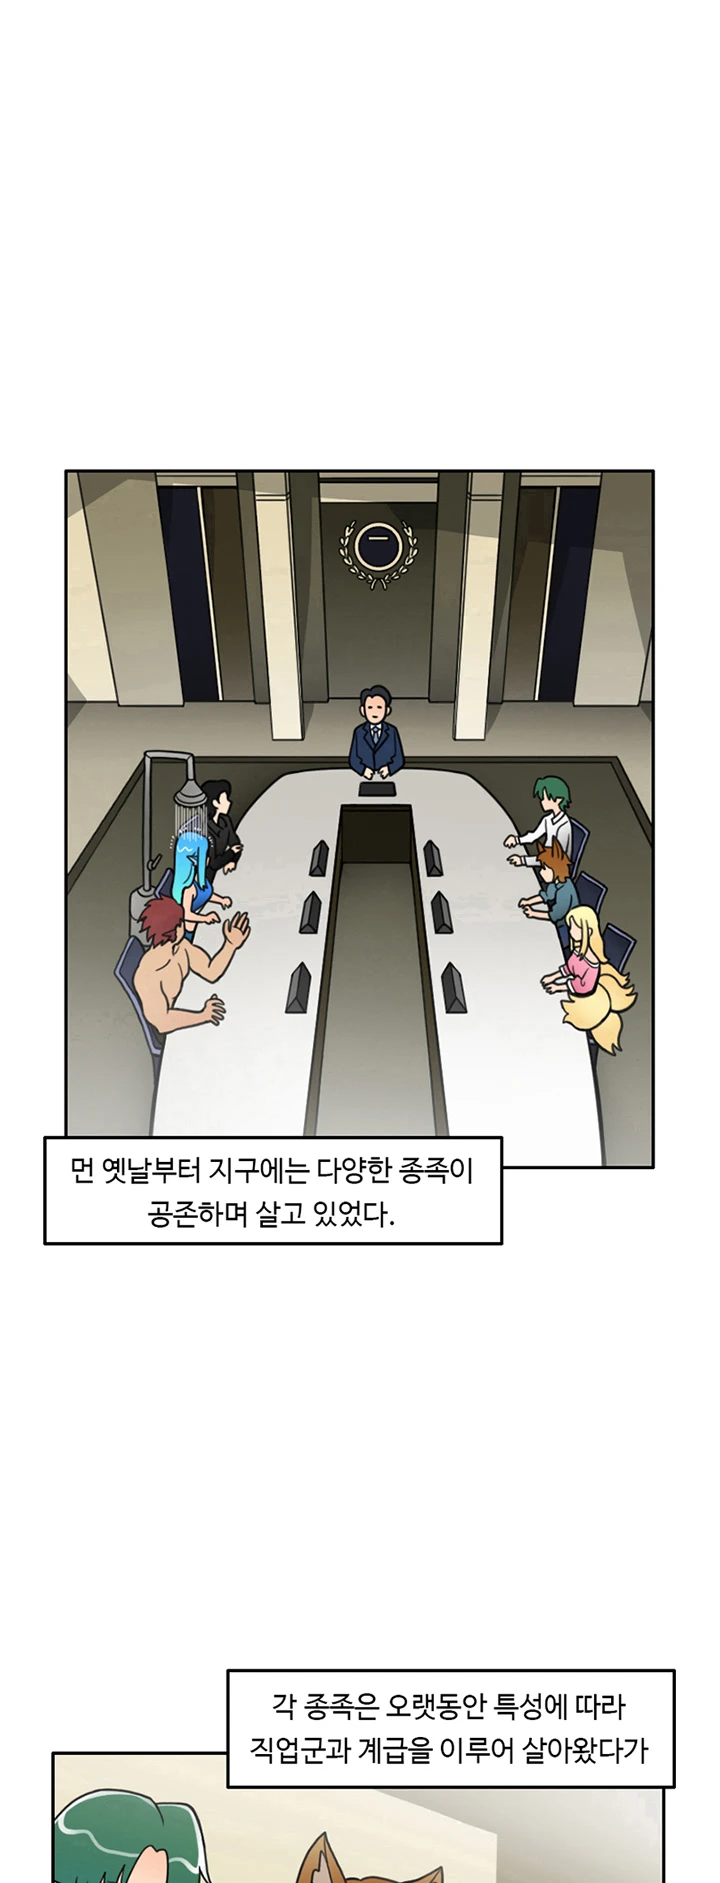 먼 옛날부터 지구에는 다양한 종족이
공존하며 살고 있었다.
각 종족은 오랫동안 특성에 따라
직업군과 계급을 이루어 살아왔다가